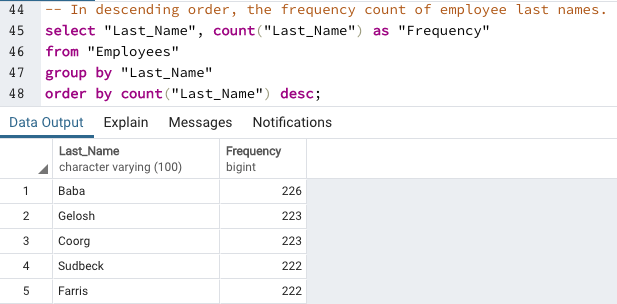 44 -- In descending order, the frequency count of employee last names.
45 select "Last_Name", count("Last_Name") as "Frequency"
46 from "Employees"
47 group by "Last_Name"
48 order by count("Last_Name") desc;
Data Output Explain Messages Notifications
Last_Name Frequency
character varying (100) bigint
1 Baba 226
2 Gelosh 223
3 Coorg 223
4 Sudbeck 222
5 Farris 222